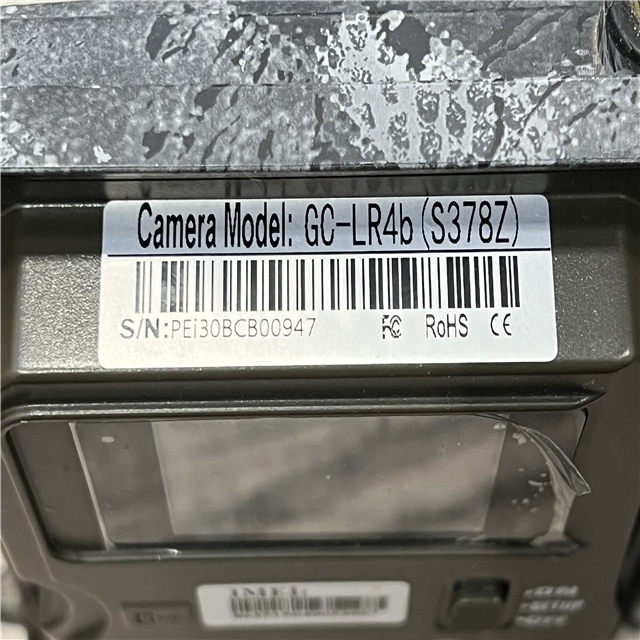 Camera Model: GC-LR4b (S378Z)
S/N:PEI30BCB00947 FC RoHS CE
IMEI:
SETUP